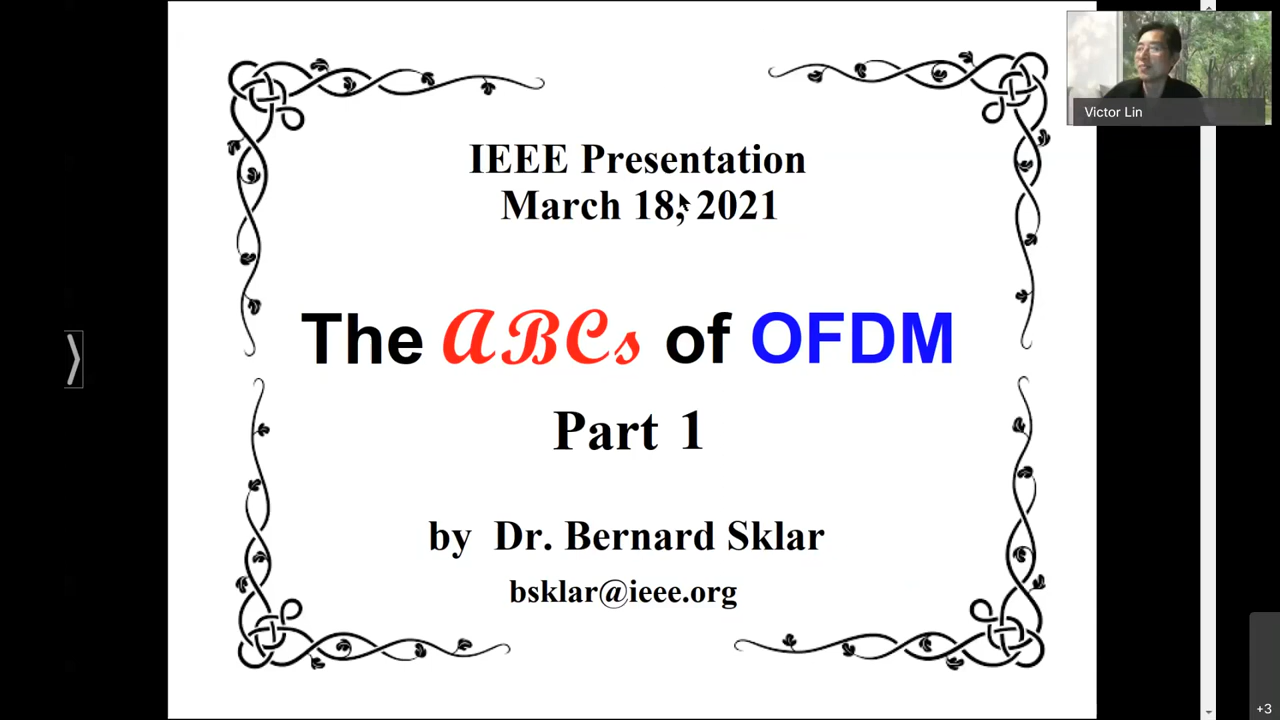 IEEE Presentation
March 18, 2021
The ABCs of OFDM
Part 1
by Dr. Bernard Sklar
bsklar@ieee.org
Victor Lin
+3